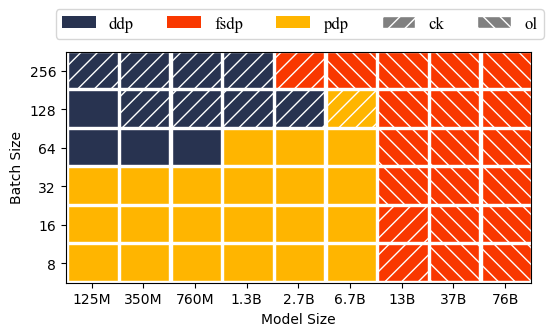 ddp fsdp pdp ck ol
Batch Size
256
128
64
32
16
8
125M 350M 760M 1.3B 2.7B 6.7B 13B 37B 76B
Model Size